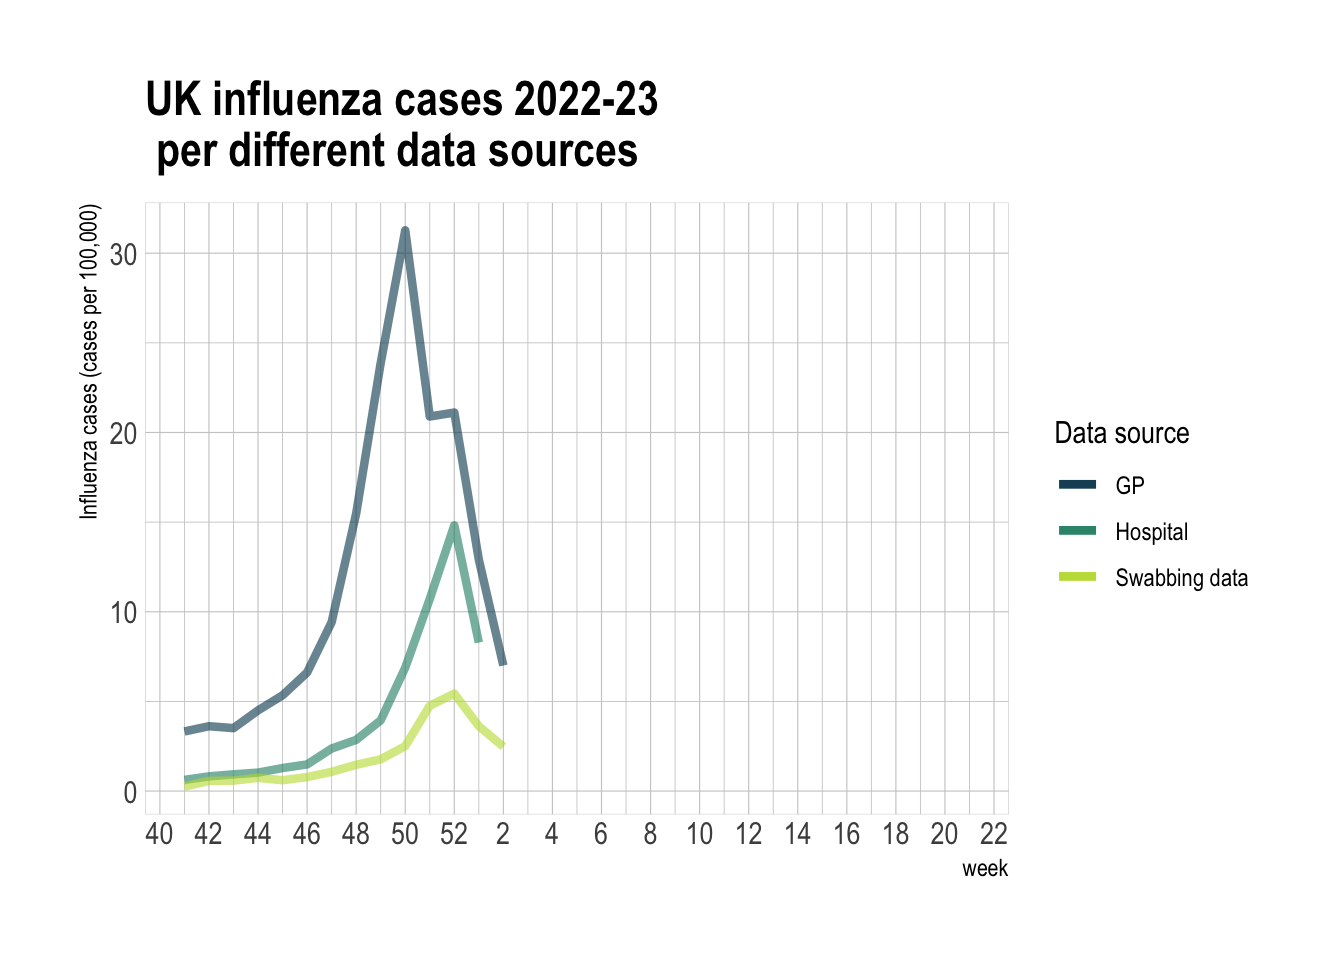 UK influenza cases 2022-23
per different data sources
Influenza cases (cases per 100,000)
30
20
10
0
40 42 44 46 48 50 52 2 4 6 8 10 12 14 16 18 20 22
week
Data source
GP
Hospital
Swabbing data